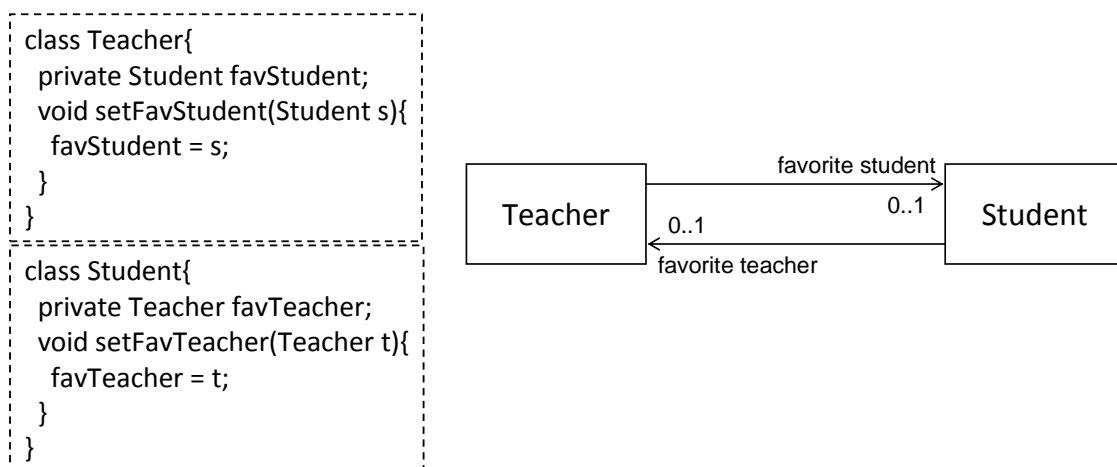 class Teacher{
private Student favStudent;
void setFavStudent(Student s){
favStudent = s;
}
}
class Student{
private Teacher favTeacher;
void setFavTeacher(Teacher t){
favTeacher = t;
}
}
favorite student
Teacher
0..1
0..1
Student
favorite teacher